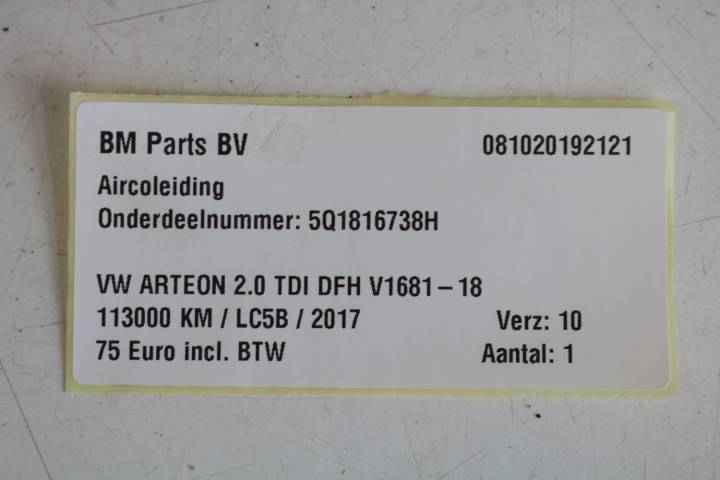 BM Parts BV 081020192121
Aircoleiding
Onderdeelnummer: 5Q1816738H
VW ARTEON 2.0 TDI DFH V1681-18
113000 KM / LC5B / 2017 Verz: 10
75 Euro incl. BTW Aantal: 1